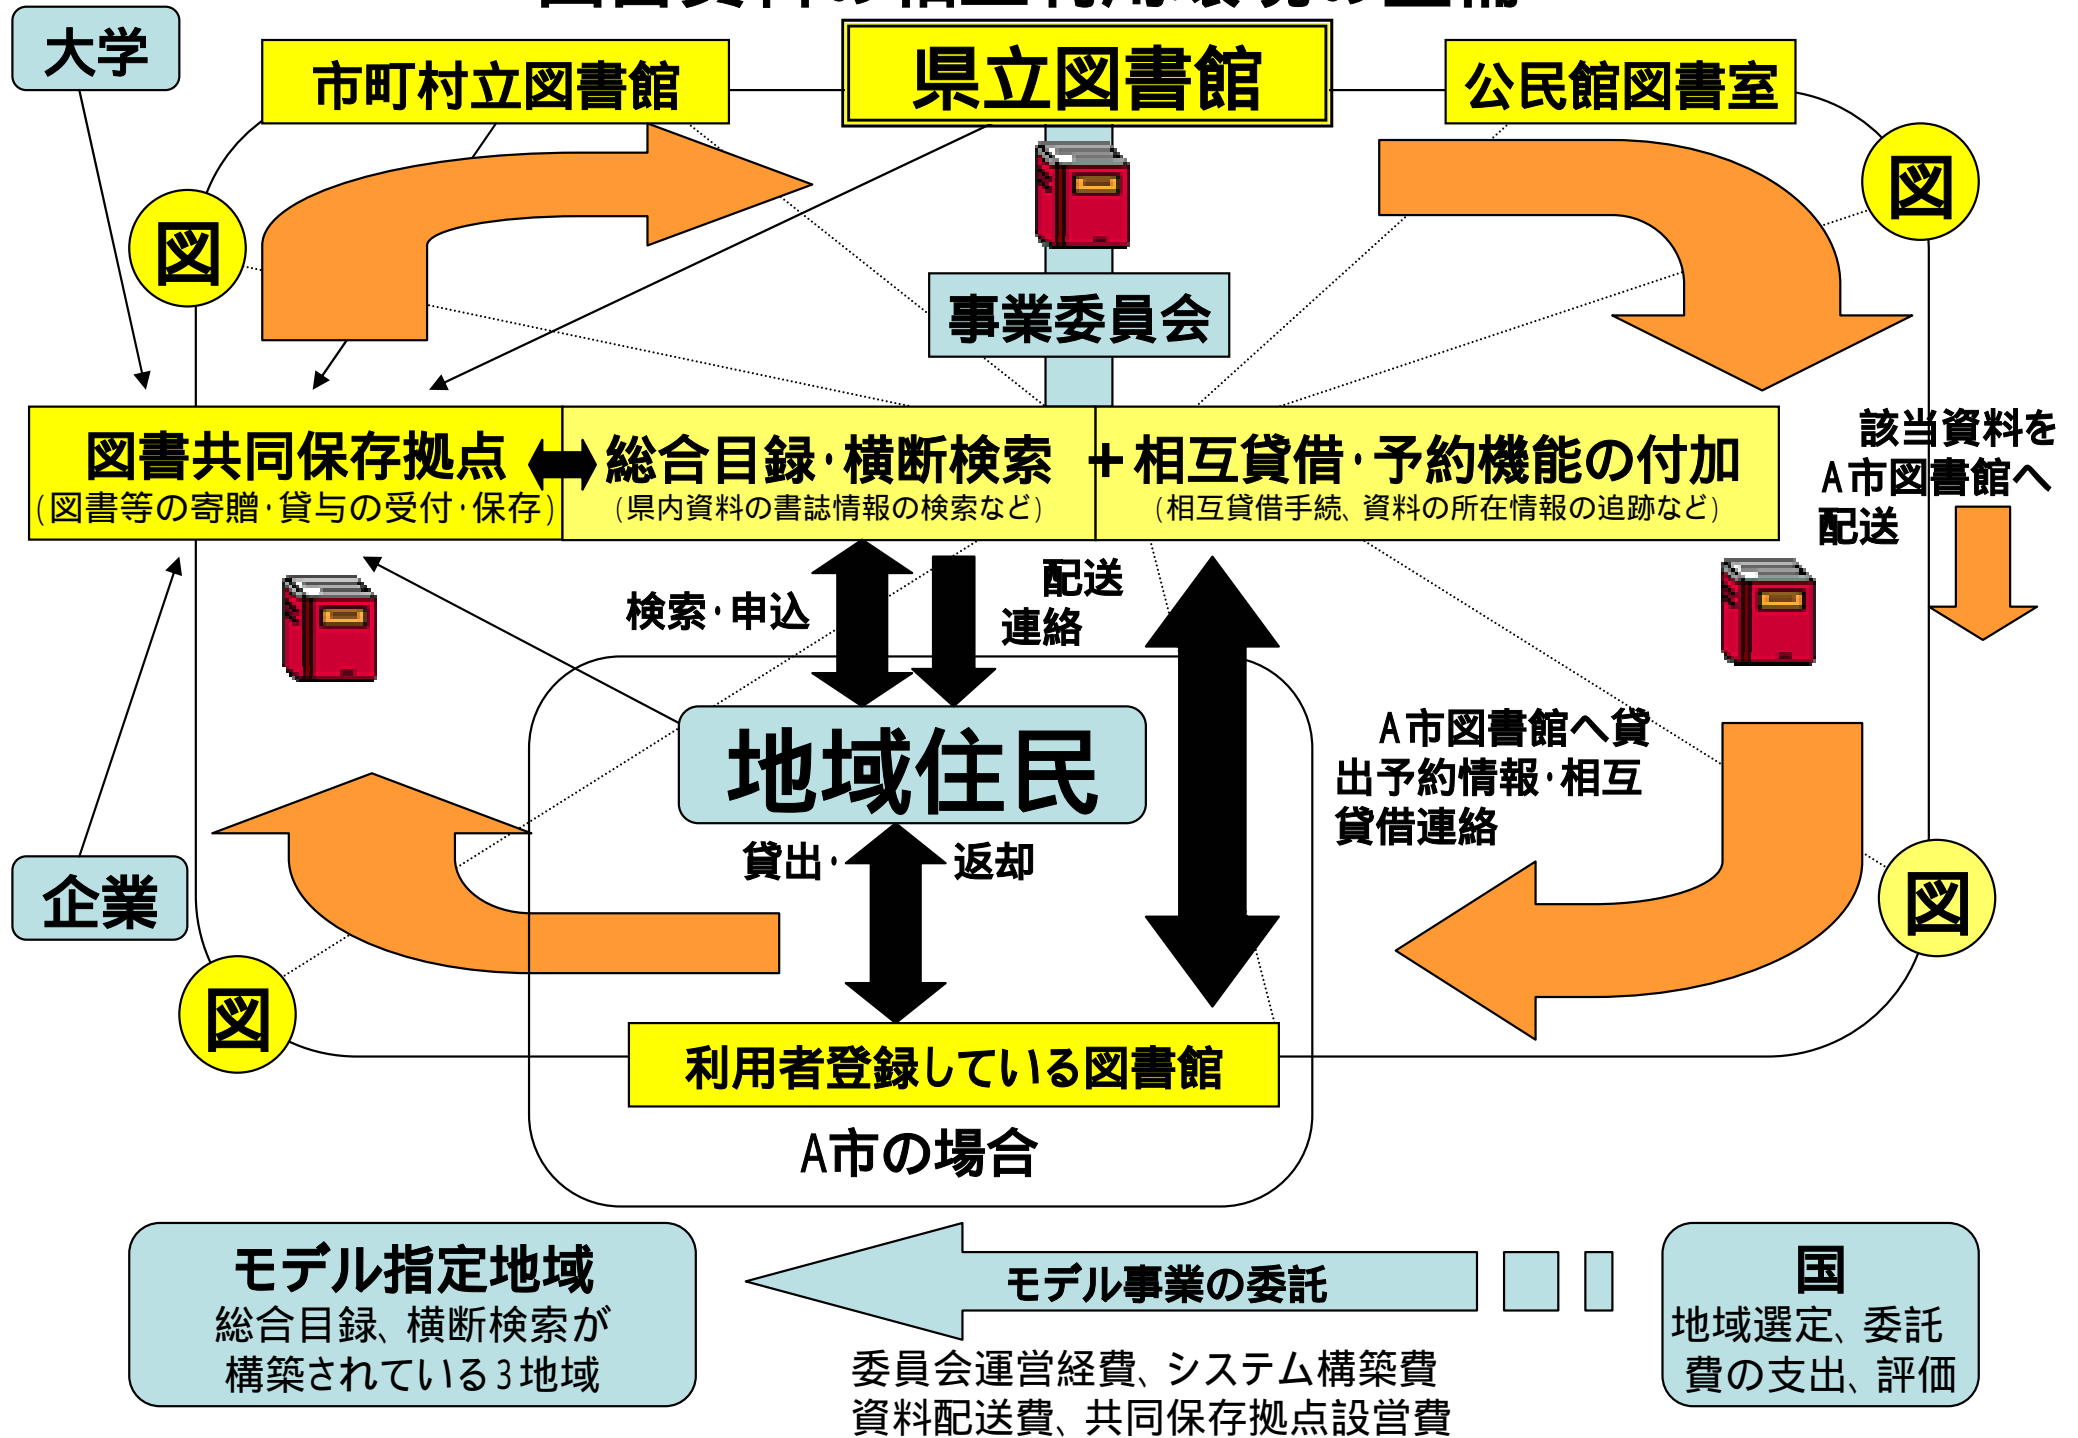 大学
市町村立図書館
県立図書館
公民館図書室
図
図
事業委員会
図書共同保存拠点
(図書等の寄贈・貸与の受付・保存)
総合目録・横断検索
(県内資料の書誌情報の検索など)
+相互貸借・予約機能の付加
(相互貸借手続、資料の所在情報の追跡など)
該当資料を
A市図書館へ
配送
検索・申込
配送
連絡
地域住民
A市図書館へ貸
出予約情報・相互
貸借連絡
貸出・ 返却
企業
図
図
利用者登録している図書館
A市の場合
モデル指定地域
総合目録、横断検索が
構築されている3地域
モデル事業の委託
委員会運営経費、システム構築費
資料配送費、共同保存拠点設営費
国
地域選定、委託
費の支出、評価